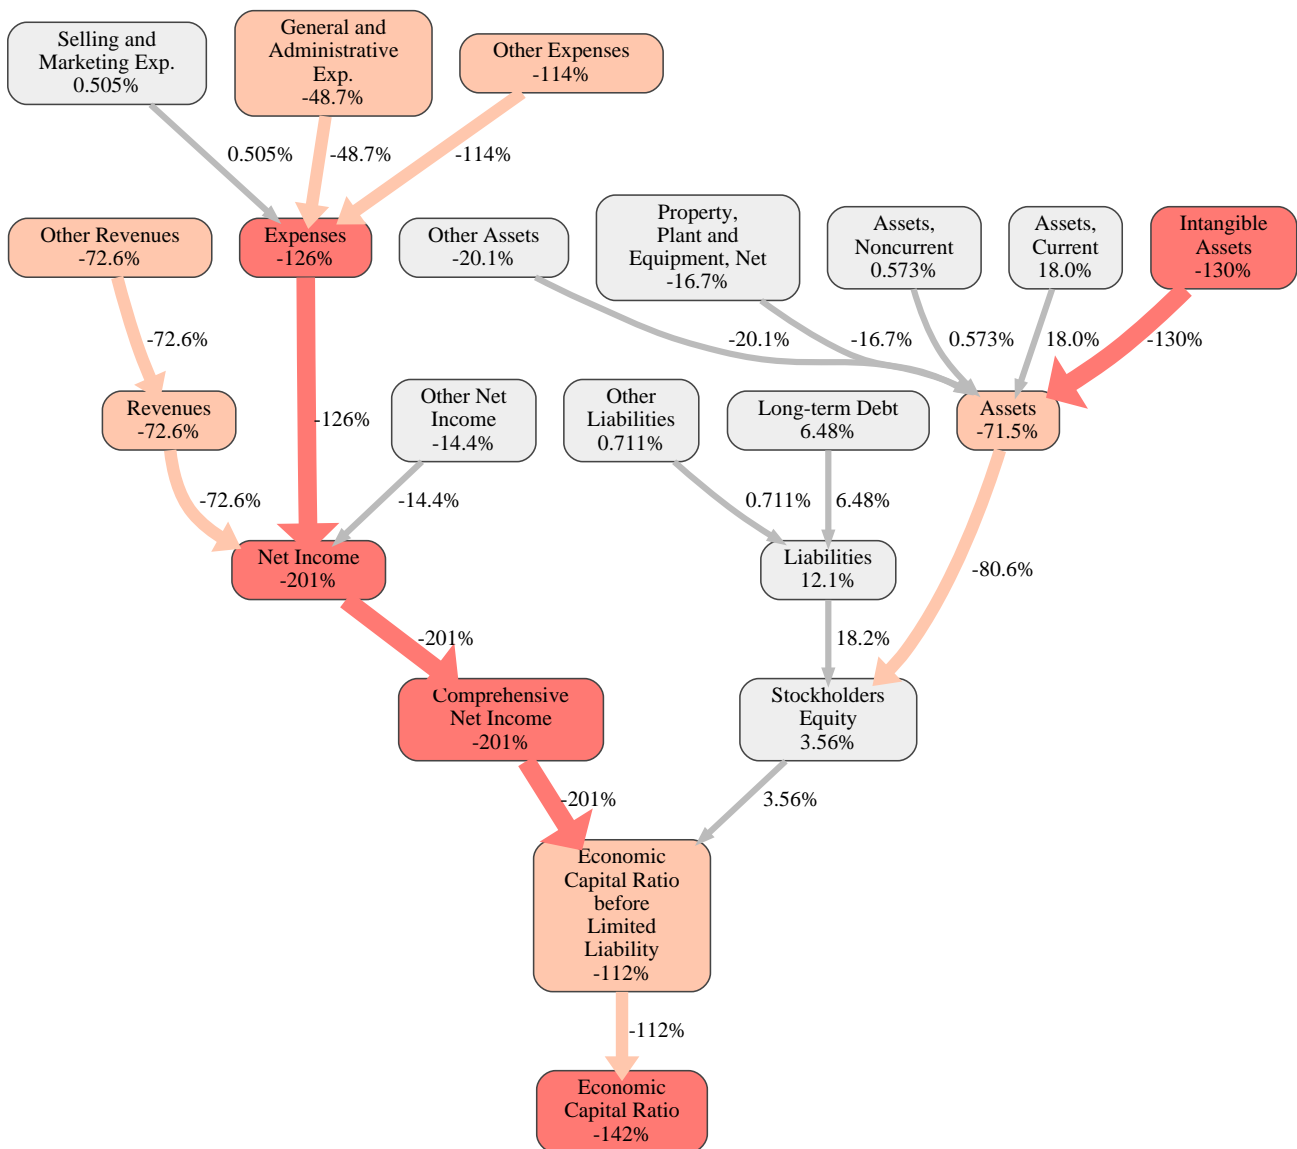 Selling and
Marketing Exp.
0.505%
General and
Administrative
Exp.
-48.7%
Other Expenses
-114%
0.505%
-48.7%
-114%
Other Revenues
-72.6%
Expenses
-126%
Other Assets
-20.1%
Property,
Plant and
Equipment, Net
-16.7%
Assets,
Noncurrent
0.573%
Assets,
Current
18.0%
Intangible
Assets
-130%
-72.6%
-20.1%
-16.7%
0.573%
18.0%
-130%
Revenues
-72.6%
-126%
Other Net
Income
-14.4%
Other
Liabilities
0.711%
Long-term Debt
6.48%
Assets
-71.5%
-72.6%
-14.4%
0.711%
6.48%
Net Income
-201%
Liabilities
12.1%
-80.6%
-201%
18.2%
Comprehensive
Net Income
-201%
Stockholders
Equity
3.56%
-201%
3.56%
Economic
Capital Ratio
before
Limited
Liability
-112%
-112%
Economic
Capital Ratio
-142%